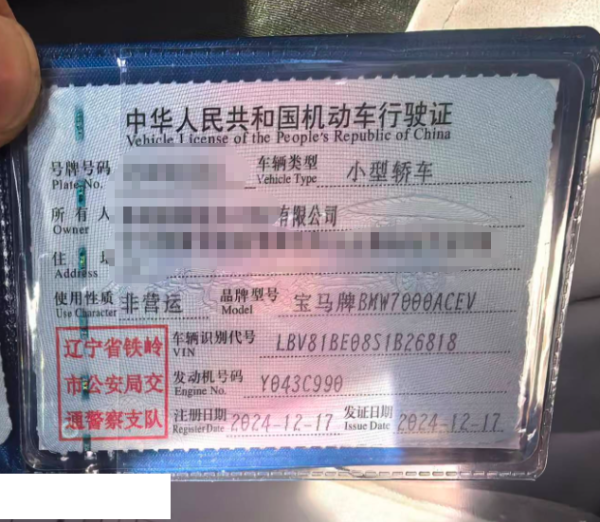 中华人民共和国机动车行驶证
Vehicle License of the People's Republic of China
号牌号码 Plate No. 车辆类型 Vehicle Type 小型轿车
所有人 Owner 有限公司
住 Address
使用性质 Use Character 非营运 品牌型号 Model 宝马牌BMW7000ACEV
辽宁省铁岭
市公安局交
通警察支队
车辆识别代号 VIN LBV81BE08S1B26818
发动机号码 Engine No. Y043C990
注册日期 Register Date 2024-12-17 发证日期 Issue Date 2024-12-17